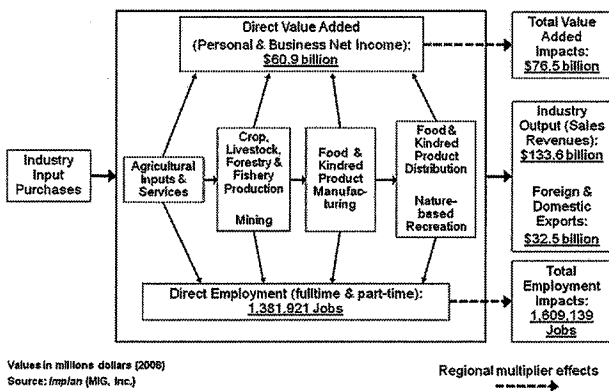 Direct Value Added
(Personal & Business Net Income):
$60.9 billion
Total Value
Added
Impacts:
$76.5 billion
Industry
Input
Purchases
Agricultural
Inputs &
Services
Crop,
Livestock,
Forestry &
Fishery
Production
Mining
Food &
Kindred
Product
Manufac-
turing
Food &
Kindred
Product
Distribution
Nature-
based
Recreation
Industry
Output (Sales
Revenues):
$133.6 billion
Foreign &
Domestic
Exports:
$32.5 billion
Direct Employment (fulltime & part-time):
1,381,921 Jobs
Total
Employment
Impacts:
1,609,139
Jobs
Values in millions dollars (2006)
Source: Implan (MIG, Inc.)
Regional multiplier effects